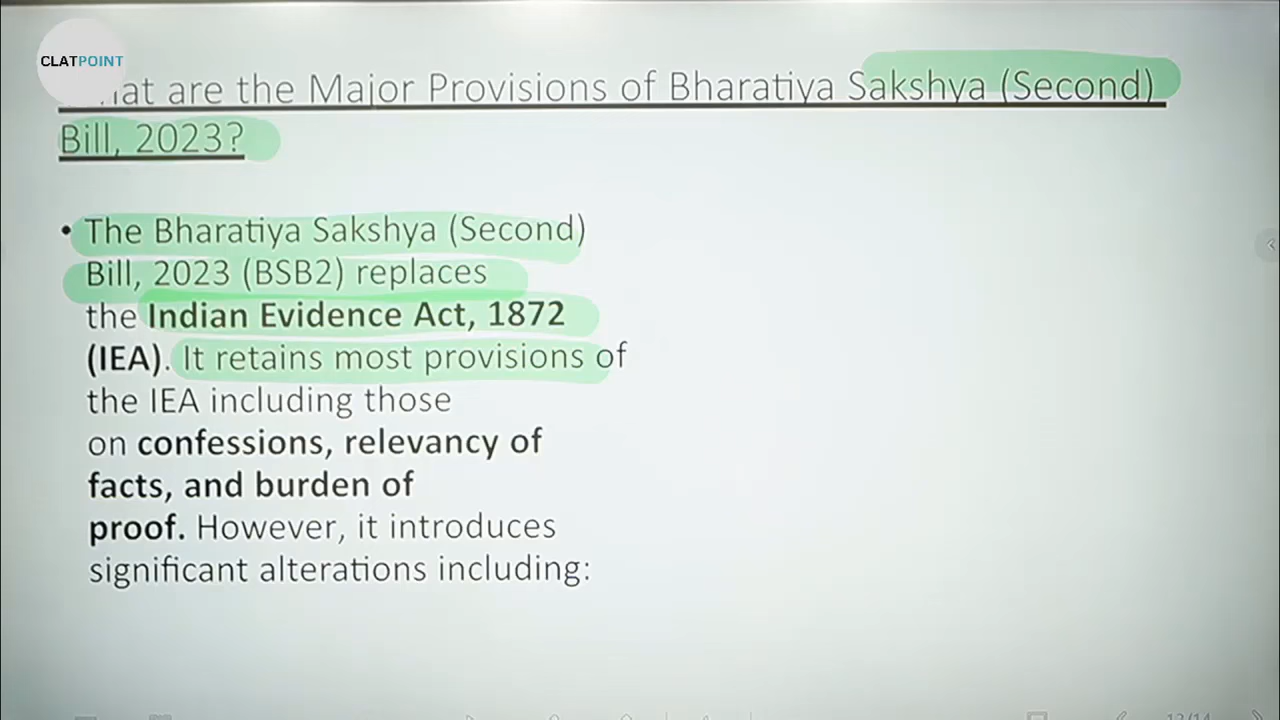 CLATPOINT
hat are the Major Provisions of Bharatiya Sakshya (Second)
Bill, 2023?
• The Bharatiya Sakshya (Second)
Bill, 2023 (BSB2) replaces
the Indian Evidence Act, 1872
(IEA). It retains most provisions of
the IEA including those
on confessions, relevancy of
facts, and burden of
proof. However, it introduces
significant alterations including: